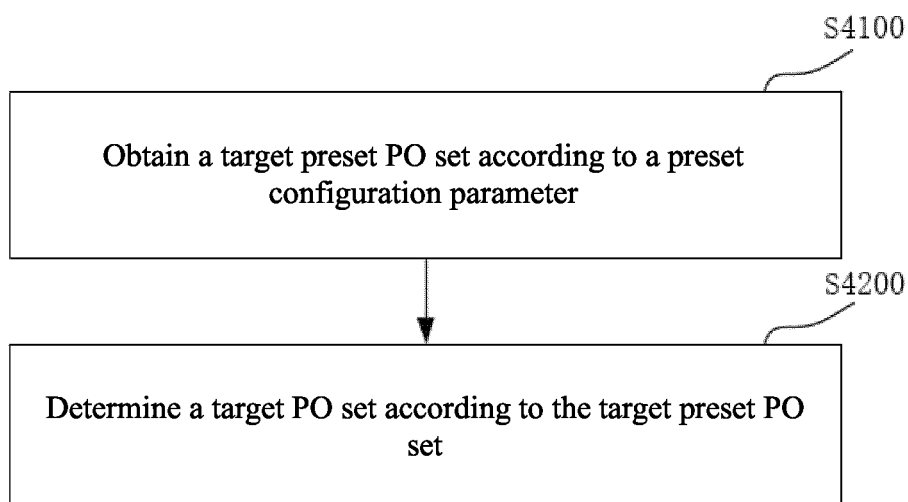 S4100
Obtain a target preset PO set according to a preset
configuration parameter
S4200
Determine a target PO set according to the target preset PO
set